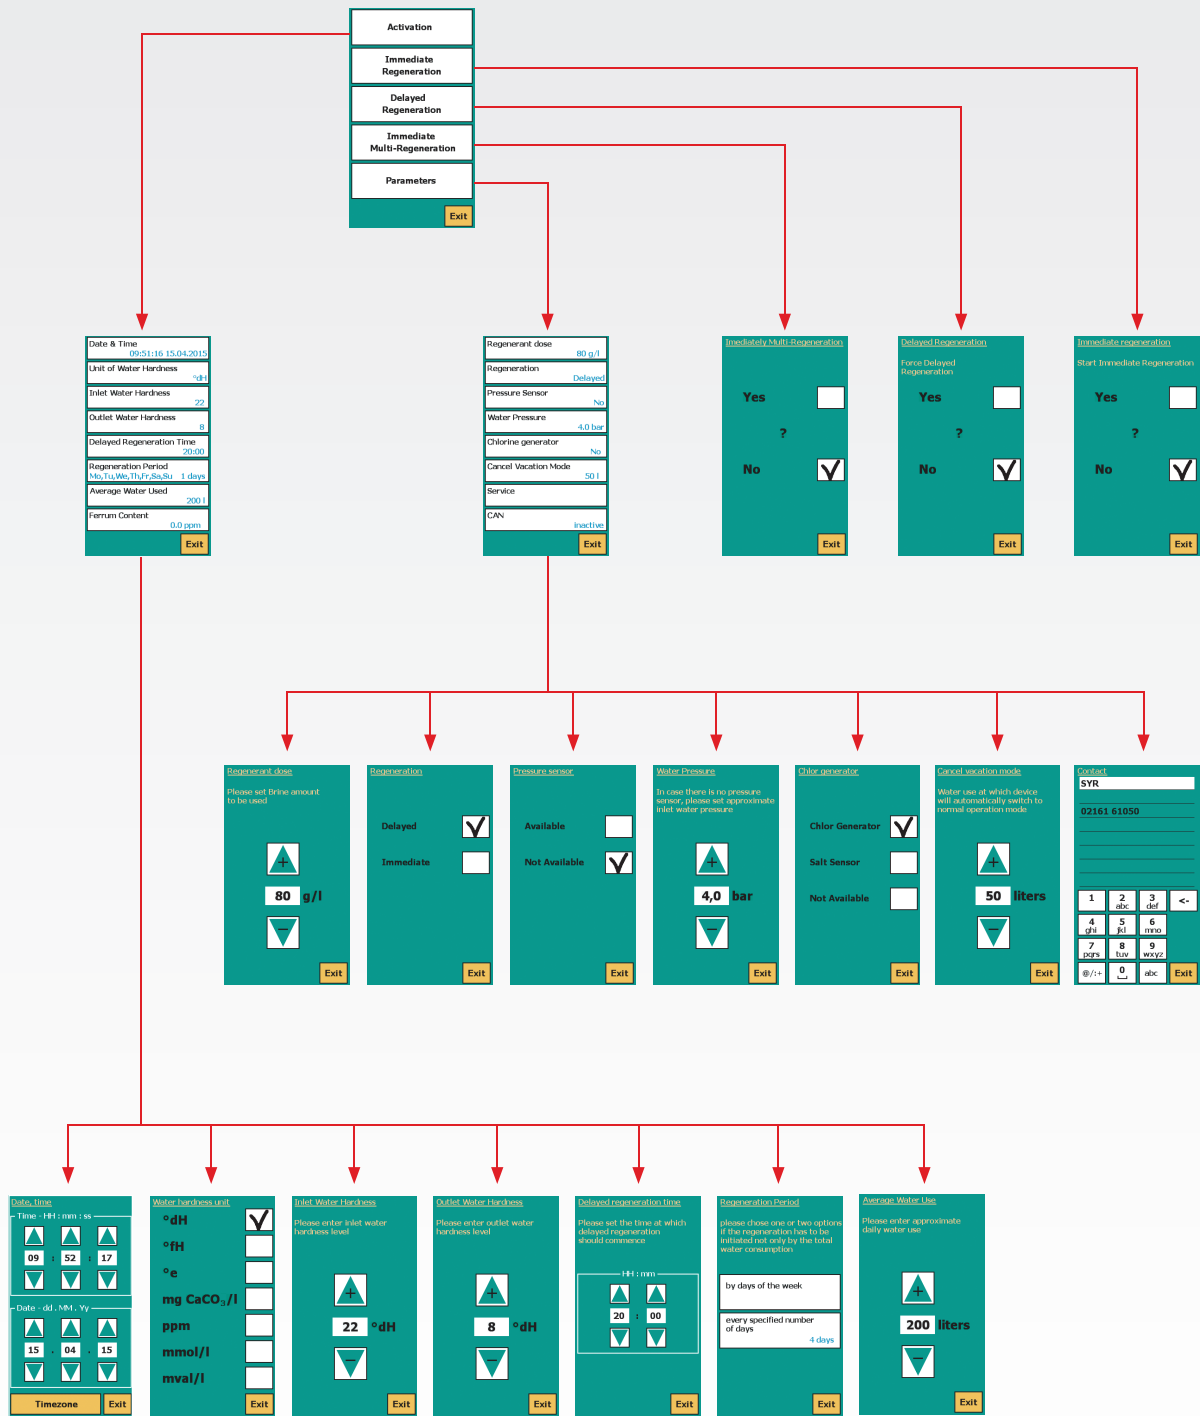 Activation
Immediate
Regeneration
Delayed
Regeneration
Immediate
Multi-Regeneration
Parameters
Exit
Date & Time
09:51:16 15.04.2015
Unit of Water Hardness
°dH
Inlet Water Hardness
22
Outlet Water Hardness
8
Delayed Regeneration Time
20:00
Regeneration Period
Mo,Tu,We,Th,Fr,Sa,Su 1 days
Average Water Used
200 l
Ferrum Content
0.0 ppm
Exit
Regenerant dose
80 g/l
Regeneration
Delayed
Pressure Sensor
No
Water Pressure
4.0 bar
Chlorine generator
No
Cancel Vacation Mode
50 l
Service
CAN
inactive
Exit
Imediately Multi-Regeneration
Yes
?
No
Exit
Delayed Regeneration
Force Delayed
Regeneration
Yes
?
No
Exit
Immediate regeneration
Start Immediate Regeneration
Yes
?
No
Exit
Regenerant dose
Please set Brine amount
to be used
+
80 g/l
−
Exit
Regeneration
Delayed
Immediate
Exit
Pressure sensor
Available
Not Available
Exit
Water Pressure
In case there is no pressure
sensor, please set approximate
inlet water pressure
+
4,0 bar
−
Exit
Chlor generator
Chlor Generator
Salt Sensor
Not Available
Exit
Cancel vacation mode
Water use at which device
will automatically switch to
normal operation mode
+
50 liters
−
Exit
Contact
SYR
02161 61050
1 2 3 <-
abc def
4 5 6
ghi jkl mno
7 8 9
pqrs tuv wxyz
@/:+ 0 abc Exit
Date, time
Time - HH : mm : ss
09 : 52 : 17
Date - dd . MM . Yy
15 . 04 . 15
Timezone Exit
Water hardness unit
°dH
°fH
°e
mg CaCO₃/l
ppm
mmol/l
mval/l
Exit
Inlet Water Hardness
Please enter inlet water
hardness level
+
22 °dH
−
Exit
Outlet Water Hardness
Please enter outlet water
hardness level
+
8 °dH
−
Exit
Delayed regeneration time
Please set the time at which
delayed regeneration
should commence
HH : mm
20 : 00
Exit
Regeneration Period
please chose one or two options
if the regeneration has to be
initiated not only by the total
water consumption
by days of the week
every specified number
of days
4 days
Exit
Average Water Use
Please enter approximate
daily water use
+
200 liters
−
Exit